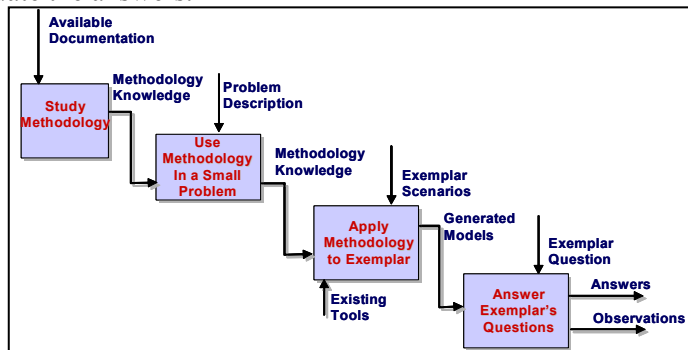 Available
Documentation
Methodology
Knowledge
Study
Methodology
Problem
Description
Use
Methodology
In a Small
Problem
Methodology
Knowledge
Exemplar
Scenarios
Apply
Methodology
to Exemplar
Generated
Models
Existing
Tools
Exemplar
Question
Answer
Exemplar's
Questions
Answers
Observations